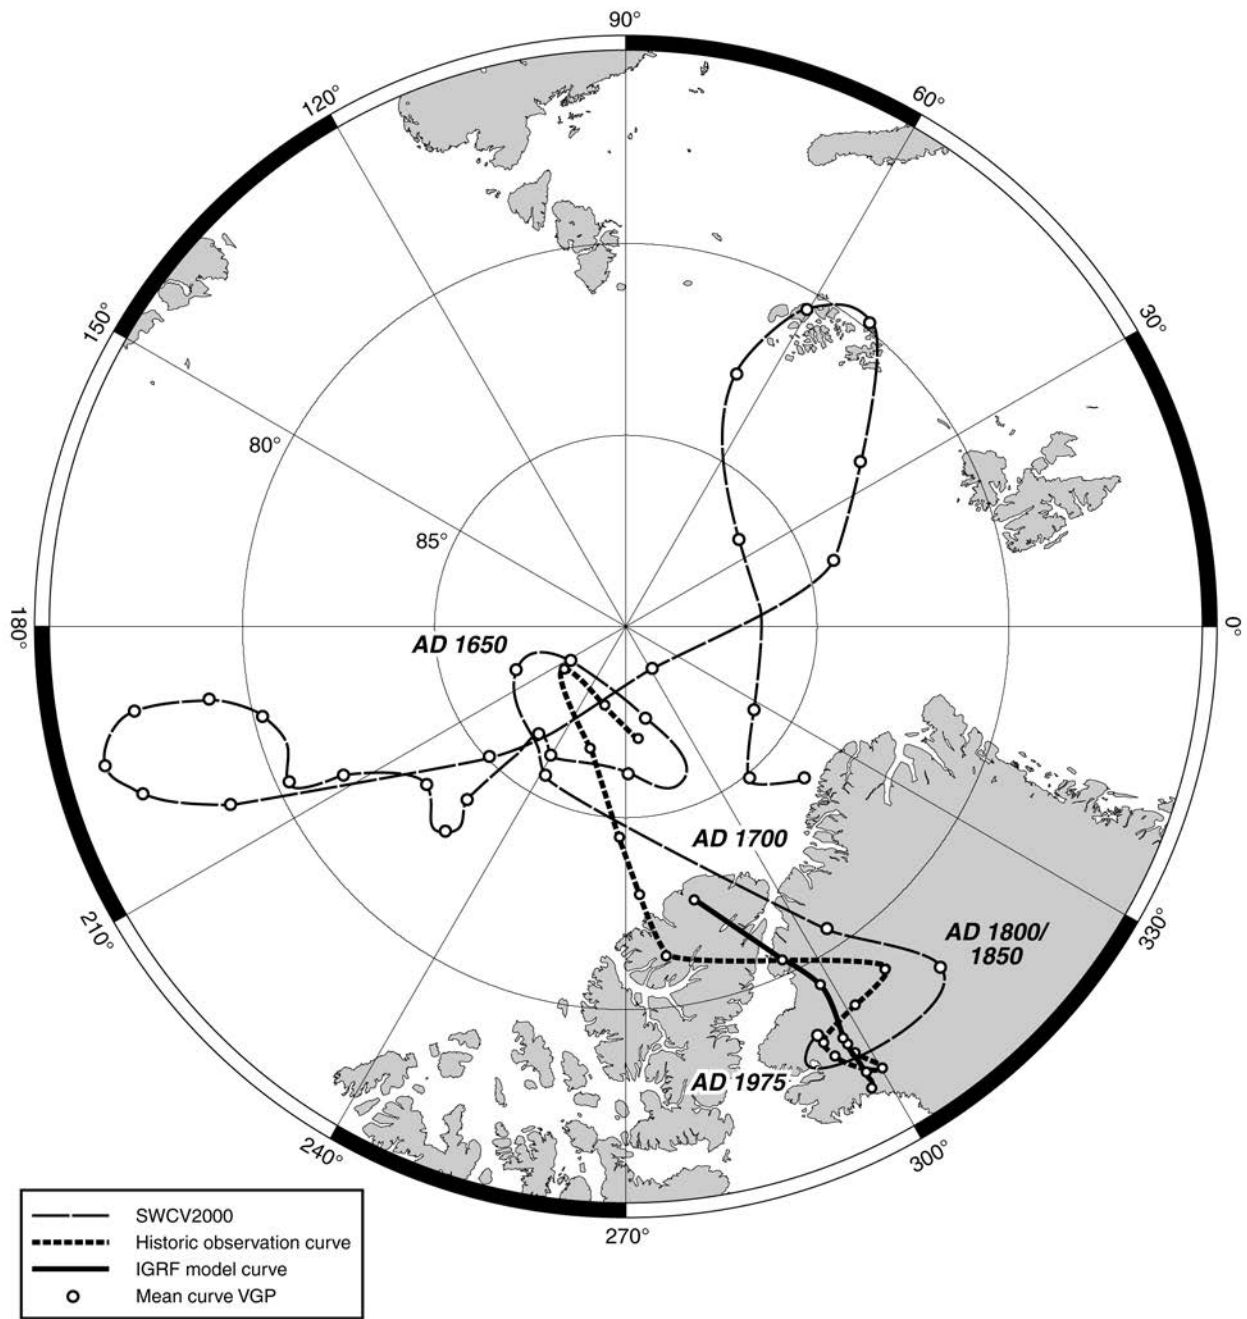 90°
120°
60°
150°
30°
80°
85°
180°
0°
AD 1650
AD 1700
AD 1800/
1850
210°
330°
AD 1975
240°
300°
270°
SWCV2000
Historic observation curve
IGRF model curve
Mean curve VGP